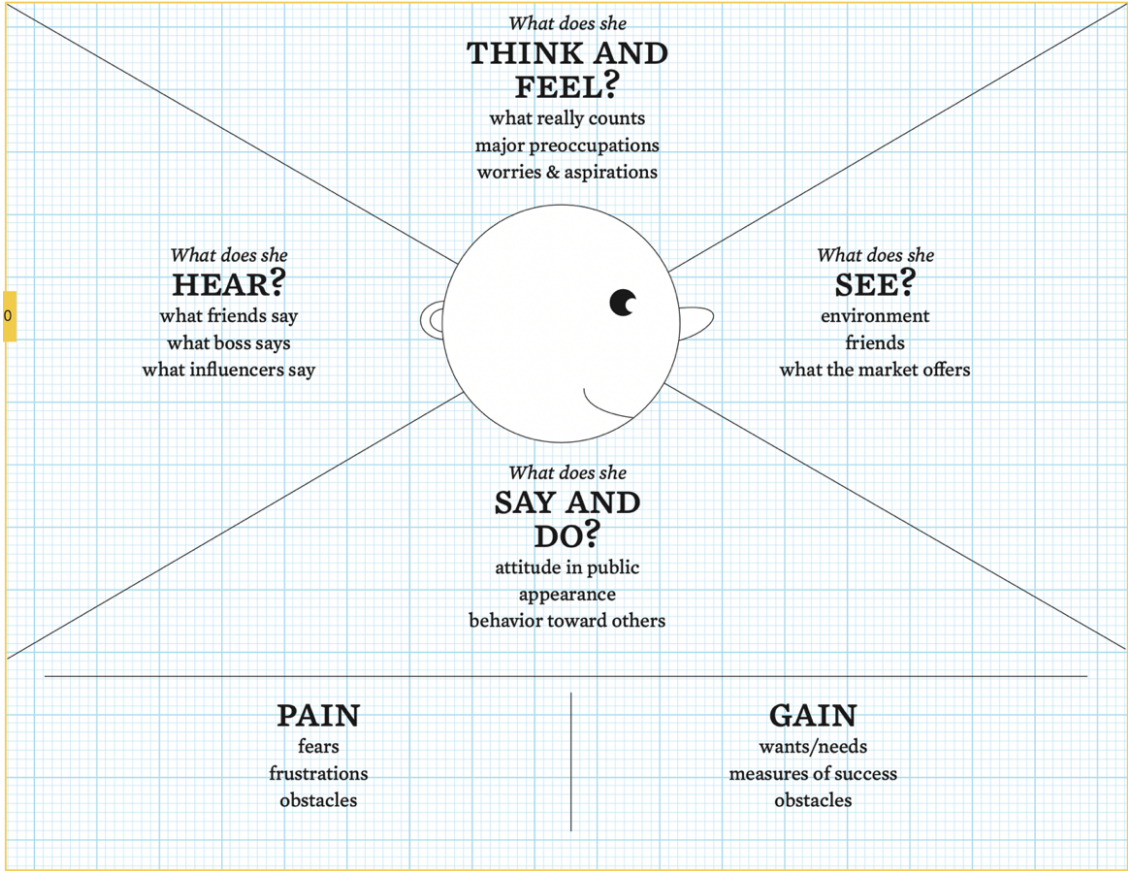 What does she
THINK AND
FEEL?
what really counts
major preoccupations
worries & aspirations
What does she
HEAR?
what friends say
what boss says
what influencers say
What does she
SEE?
environment
friends
what the market offers
0
What does she
SAY AND
DO?
attitude in public
appearance
behavior toward others
PAIN
fears
frustrations
obstacles
GAIN
wants/needs
measures of success
obstacles